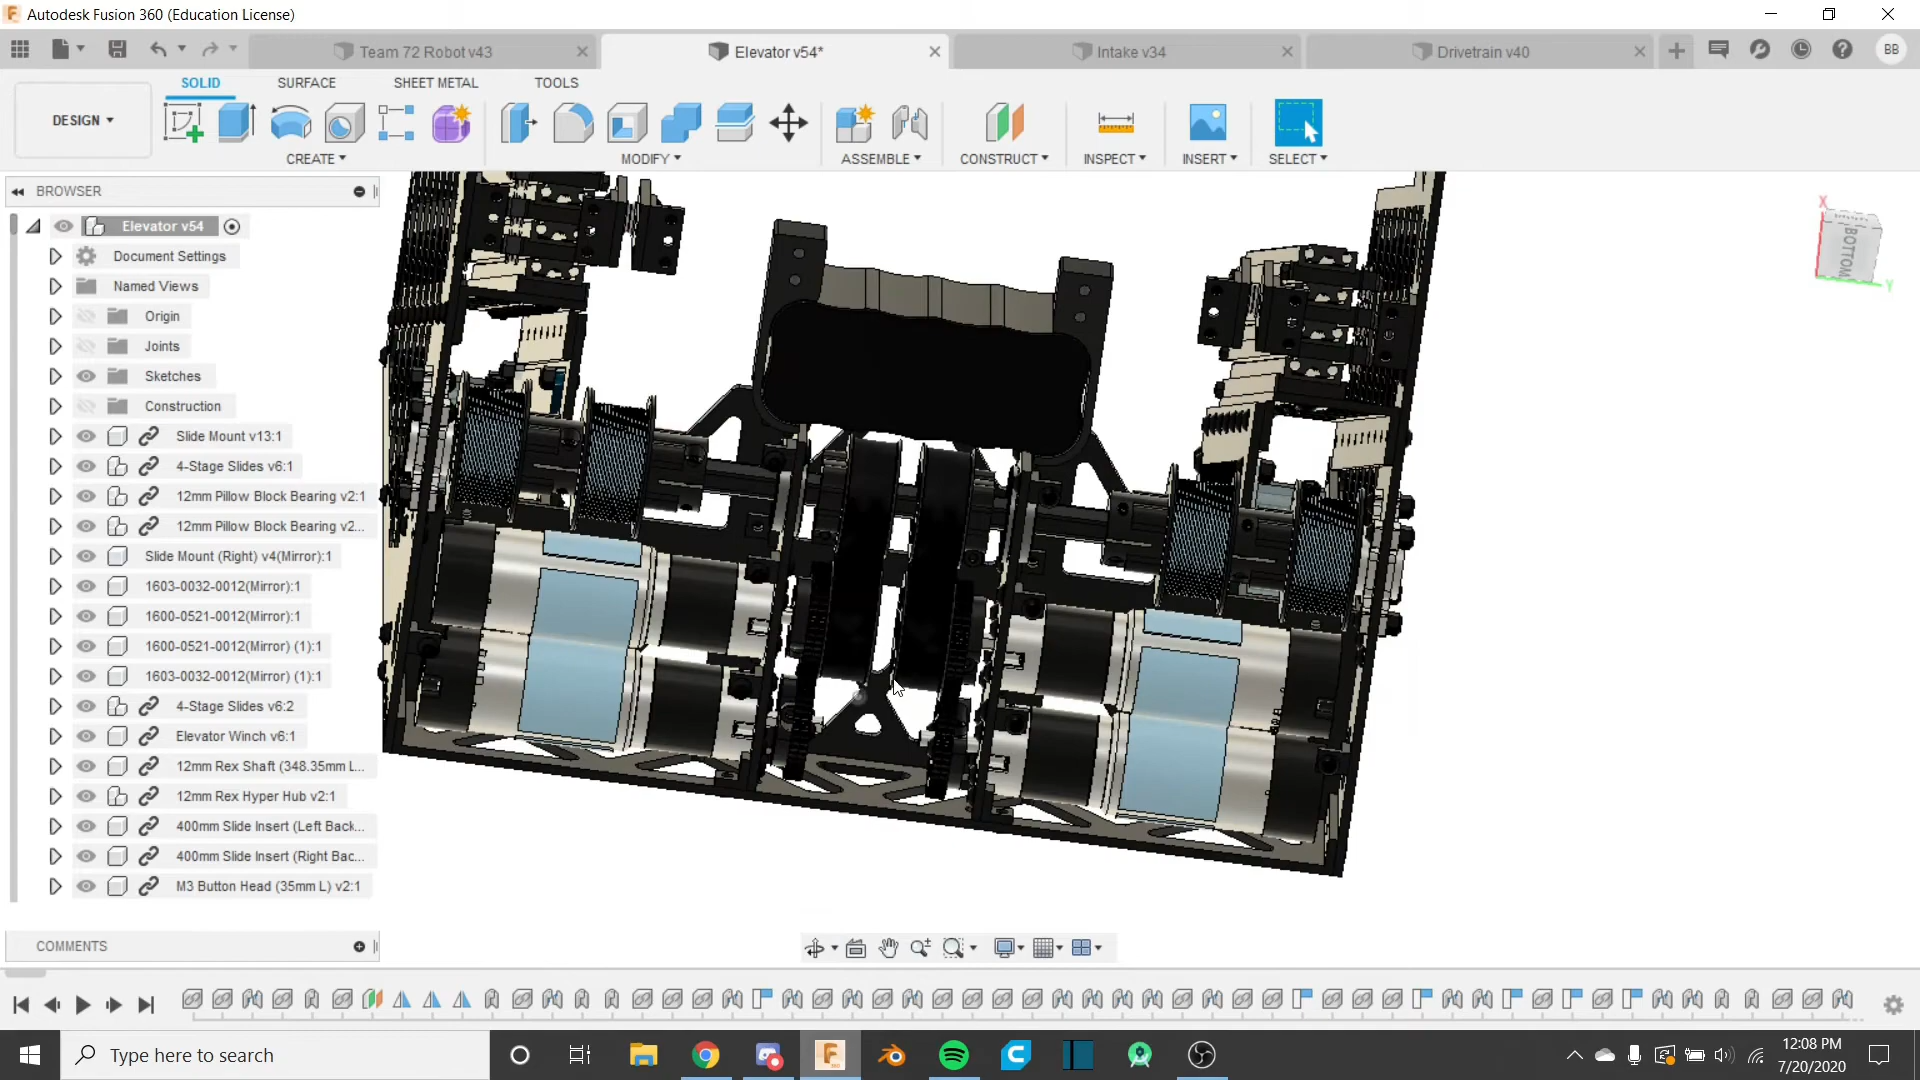 Autodesk Fusion 360 (Education License)
Team 72 Robot v43
Elevator v54*
Intake v34
Drivetrain v40
BB
DESIGN
SOLID
SURFACE
SHEET METAL
TOOLS
CREATE
MODIFY
ASSEMBLE
CONSTRUCT
INSPECT
INSERT
SELECT
BROWSER
Elevator v54
Document Settings
Named Views
Origin
Joints
Sketches
Construction
Slide Mount v13:1
4-Stage Slides v6:1
12mm Pillow Block Bearing v2:1
12mm Pillow Block Bearing v2...
Slide Mount (Right) v4(Mirror):1
1603-0032-0012(Mirror):1
1600-0521-0012(Mirror):1
1600-0521-0012(Mirror) (1):1
1603-0032-0012(Mirror) (1):1
4-Stage Slides v6:2
Elevator Winch v6:1
12mm Rex Shaft (348.35mm L...
12mm Rex Hyper Hub v2:1
400mm Slide Insert (Left Back...
400mm Slide Insert (Right Bac...
M3 Button Head (35mm L) v2:1
X
BOTTOM
Y
COMMENTS
Type here to search
12:08 PM
7/20/2020